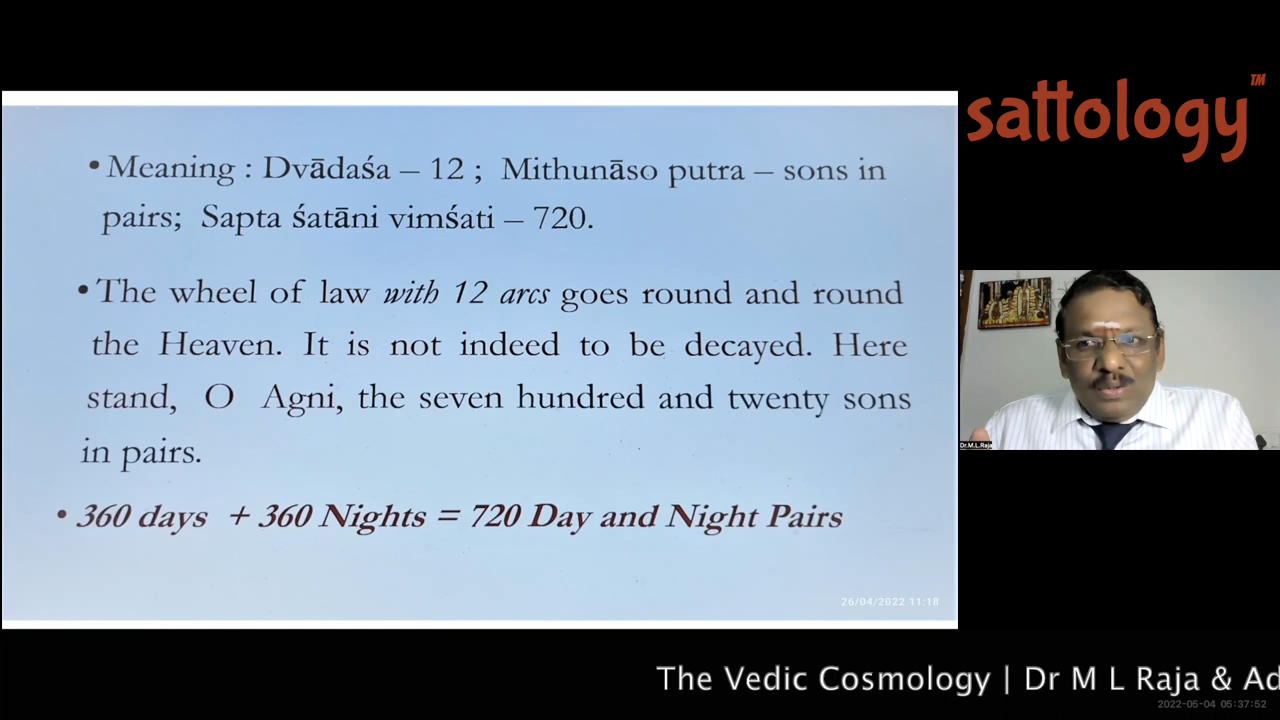 sattology™
• Meaning : Dvādaśa – 12 ; Mithunāso putra – sons in
pairs; Sapta śatāni vimśati – 720.
• The wheel of law with 12 arcs goes round and round
the Heaven. It is not indeed to be decayed. Here
stand, O Agni, the seven hundred and twenty sons
in pairs.
• 360 days + 360 Nights = 720 Day and Night Pairs
26/04/2022 11:18
Dr.M.L.Raja
The Vedic Cosmology | Dr M L Raja & Ad
2022-05-04 05:37:52